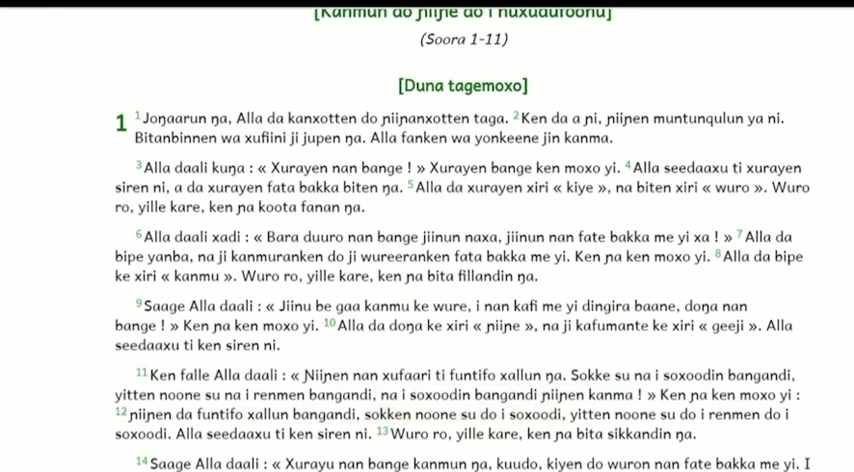 [Kanmun do ɲiiɲe do i nuxudufoonu]
(Soora 1-11)
[Duna tagemoxo]
1 ¹Joŋaarun ŋa, Alla da kanxotten do ɲiiɲanxotten taga. ²Ken da a ɲi, ɲiiɲen muntunqulun ya ni.
Bitanbinnen wa xufiini ji jupen ŋa. Alla fanken wa yonkeene jin kanma.
³Alla daali kuŋa : « Xurayen nan bange ! » Xurayen bange ken moxo yi. ⁴Alla seedaaxu ti xurayen
siren ni, a da xurayen fata bakka biten ŋa. ⁵Alla da xurayen xiri « kiye », na biten xiri « wuro ». Wuro
ro, yille kare, ken ɲa koota fanan ŋa.
⁶Alla daali xadi : « Bara duuro nan bange jiinun naxa, jiinun nan fate bakka me yi xa ! » ⁷Alla da
bipe yanba, na ji kanmuranken do ji wureeranken fata bakka me yi. Ken ɲa ken moxo yi. ⁸Alla da bipe
ke xiri « kanmu ». Wuro ro, yille kare, ken ɲa bita fillandin ŋa.
⁹Saage Alla daali : « Jiinu be gaa kanmu ke wure, i nan kafi me yi dingira baane, doŋa nan
bange ! » Ken ɲa ken moxo yi. ¹⁰Alla da doŋa ke xiri « ɲiiɲe », na ji kafumante ke xiri « geeji ». Alla
seedaaxu ti ken siren ni.
¹¹Ken falle Alla daali : « Ɲiiɲen nan xufaari ti funtifo xallun ŋa. Sokke su na i soxoodin bangandi,
yitten noone su na i renmen bangandi, na i soxoodin bangandi ɲiiɲen kanma ! » Ken ɲa ken moxo yi :
¹²ɲiiɲen da funtifo xallun bangandi, sokken noone su do i soxoodi, yitten noone su do i renmen do i
soxoodi. Alla seedaaxu ti ken siren ni. ¹³Wuro ro, yille kare, ken ɲa bita sikkandin ŋa.
¹⁴Saage Alla daali : « Xurayu nan bange kanmun ŋa, kuudo, kiyen do wuron nan fate bakka me yi. I